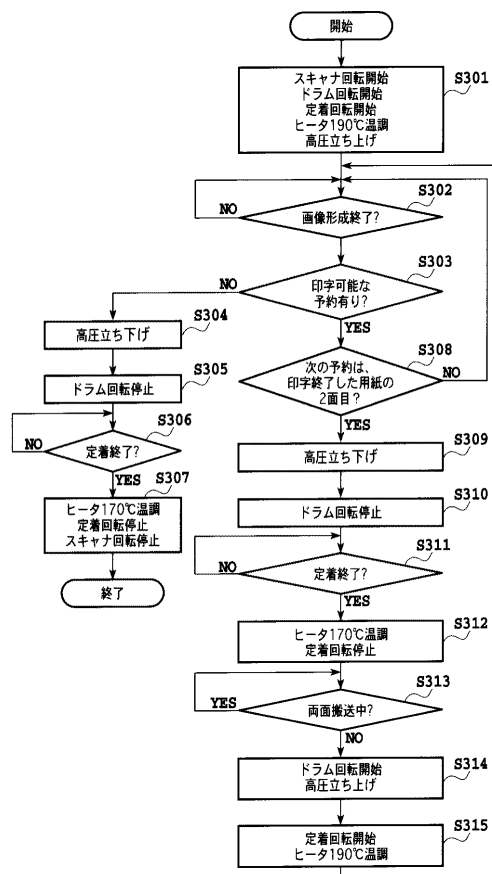 開始
スキャナ回転開始
ドラム回転開始
定着回転開始
ヒータ190℃温調
高圧立ち上げ
S301
S302
画像形成終了?
NO
S303
印字可能な
予約有り?
NO
YES
S304
高圧立ち下げ
S305
ドラム回転停止
S306
定着終了?
NO
YES
S307
ヒータ170℃温調
定着回転停止
スキャナ回転停止
終了
S308
次の予約は、
印字終了した用紙の
2面目?
NO
YES
S309
高圧立ち下げ
S310
ドラム回転停止
S311
定着終了?
NO
YES
S312
ヒータ170℃温調
定着回転停止
S313
両面搬送中?
YES
NO
S314
ドラム回転開始
高圧立ち上げ
S315
定着回転開始
ヒータ190℃温調